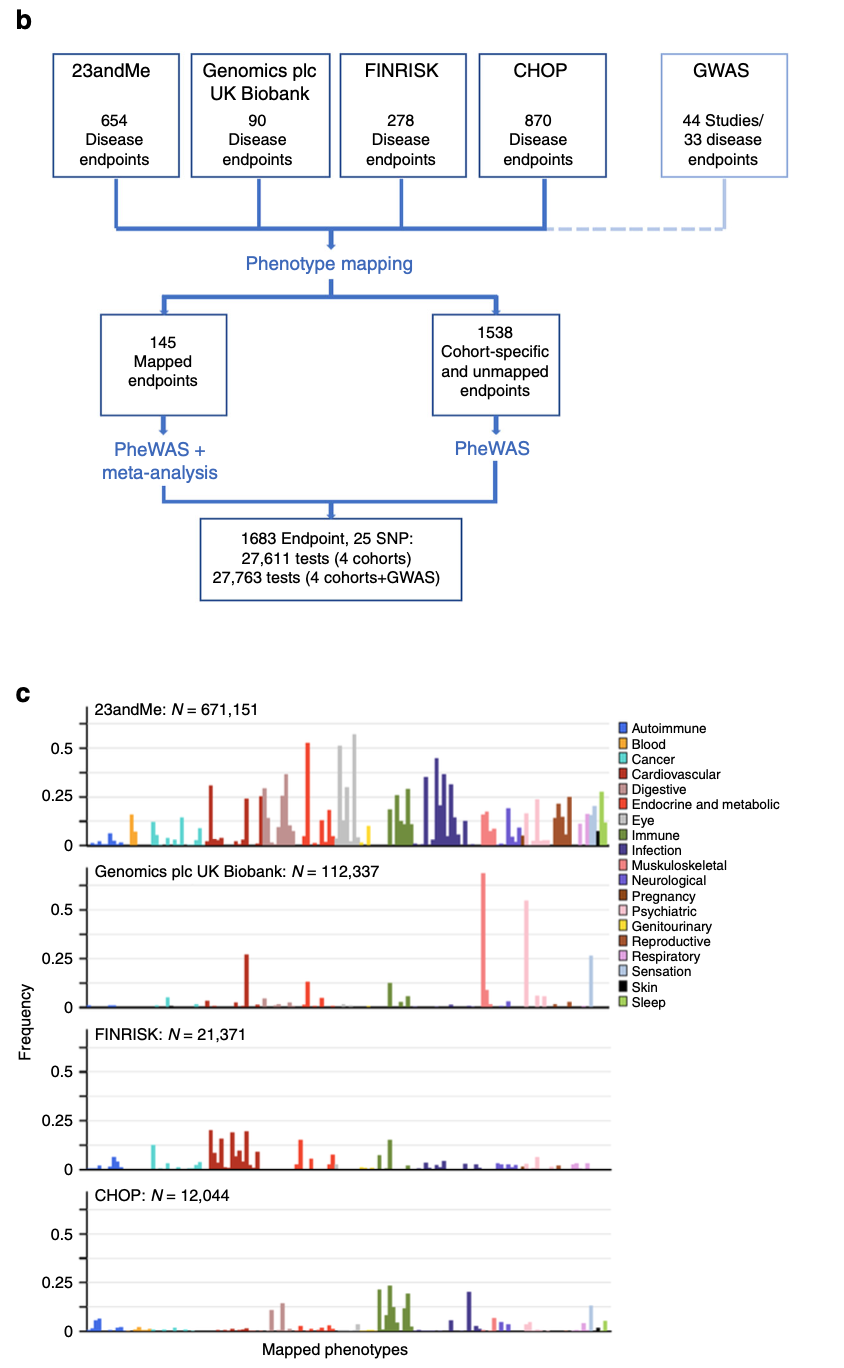 b
23andMe
654
Disease
endpoints
Genomics plc
UK Biobank
90
Disease
endpoints
FINRISK
278
Disease
endpoints
CHOP
870
Disease
endpoints
GWAS
44 Studies/
33 disease
endpoints
Phenotype mapping
145
Mapped
endpoints
1538
Cohort-specific
and unmapped
endpoints
PheWAS +
meta-analysis
PheWAS
1683 Endpoint, 25 SNP:
27,611 tests (4 cohorts)
27,763 tests (4 cohorts+GWAS)
c
23andMe: N = 671,151
0.5
0.25
0
Genomics plc UK Biobank: N = 112,337
0.5
0.25
0
FINRISK: N = 21,371
0.5
0.25
0
CHOP: N = 12,044
0.5
0.25
0
Frequency
Mapped phenotypes
Autoimmune
Blood
Cancer
Cardiovascular
Digestive
Endocrine and metabolic
Eye
Immune
Infection
Muskuloskeletal
Neurological
Pregnancy
Psychiatric
Genitourinary
Reproductive
Respiratory
Sensation
Skin
Sleep